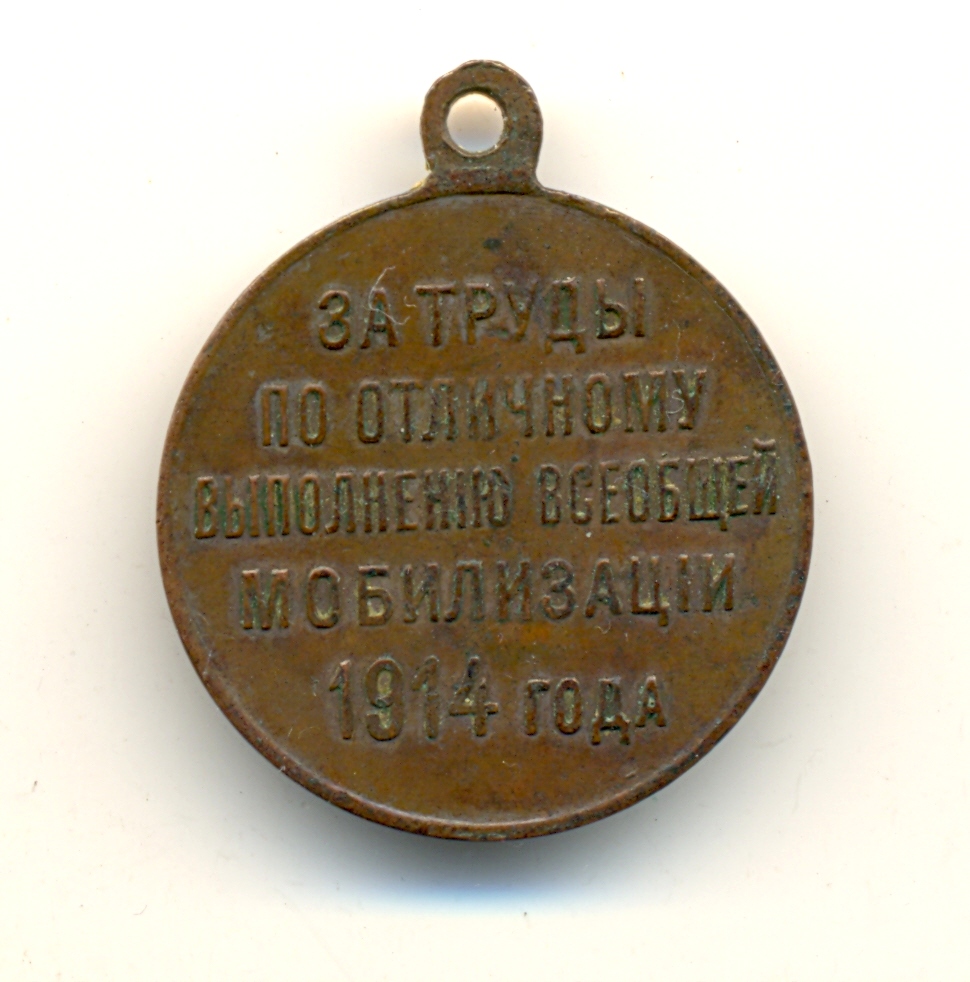 ЗА ТРУДЫ
ПО ОТЛИЧНОМУ
ВЫПОЛНЕНІЮ ВСЕОБЩЕЙ
МОБИЛИЗАЦІИ
1914 ГОДА